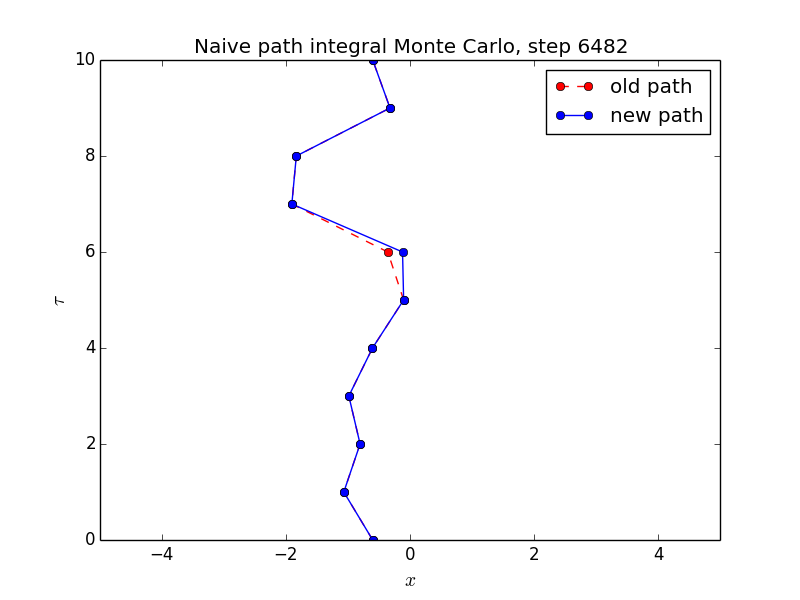 Naive path integral Monte Carlo, step 6482
old path
new path
10
8
6
4
2
0
τ
−4 −2 0 2 4
x